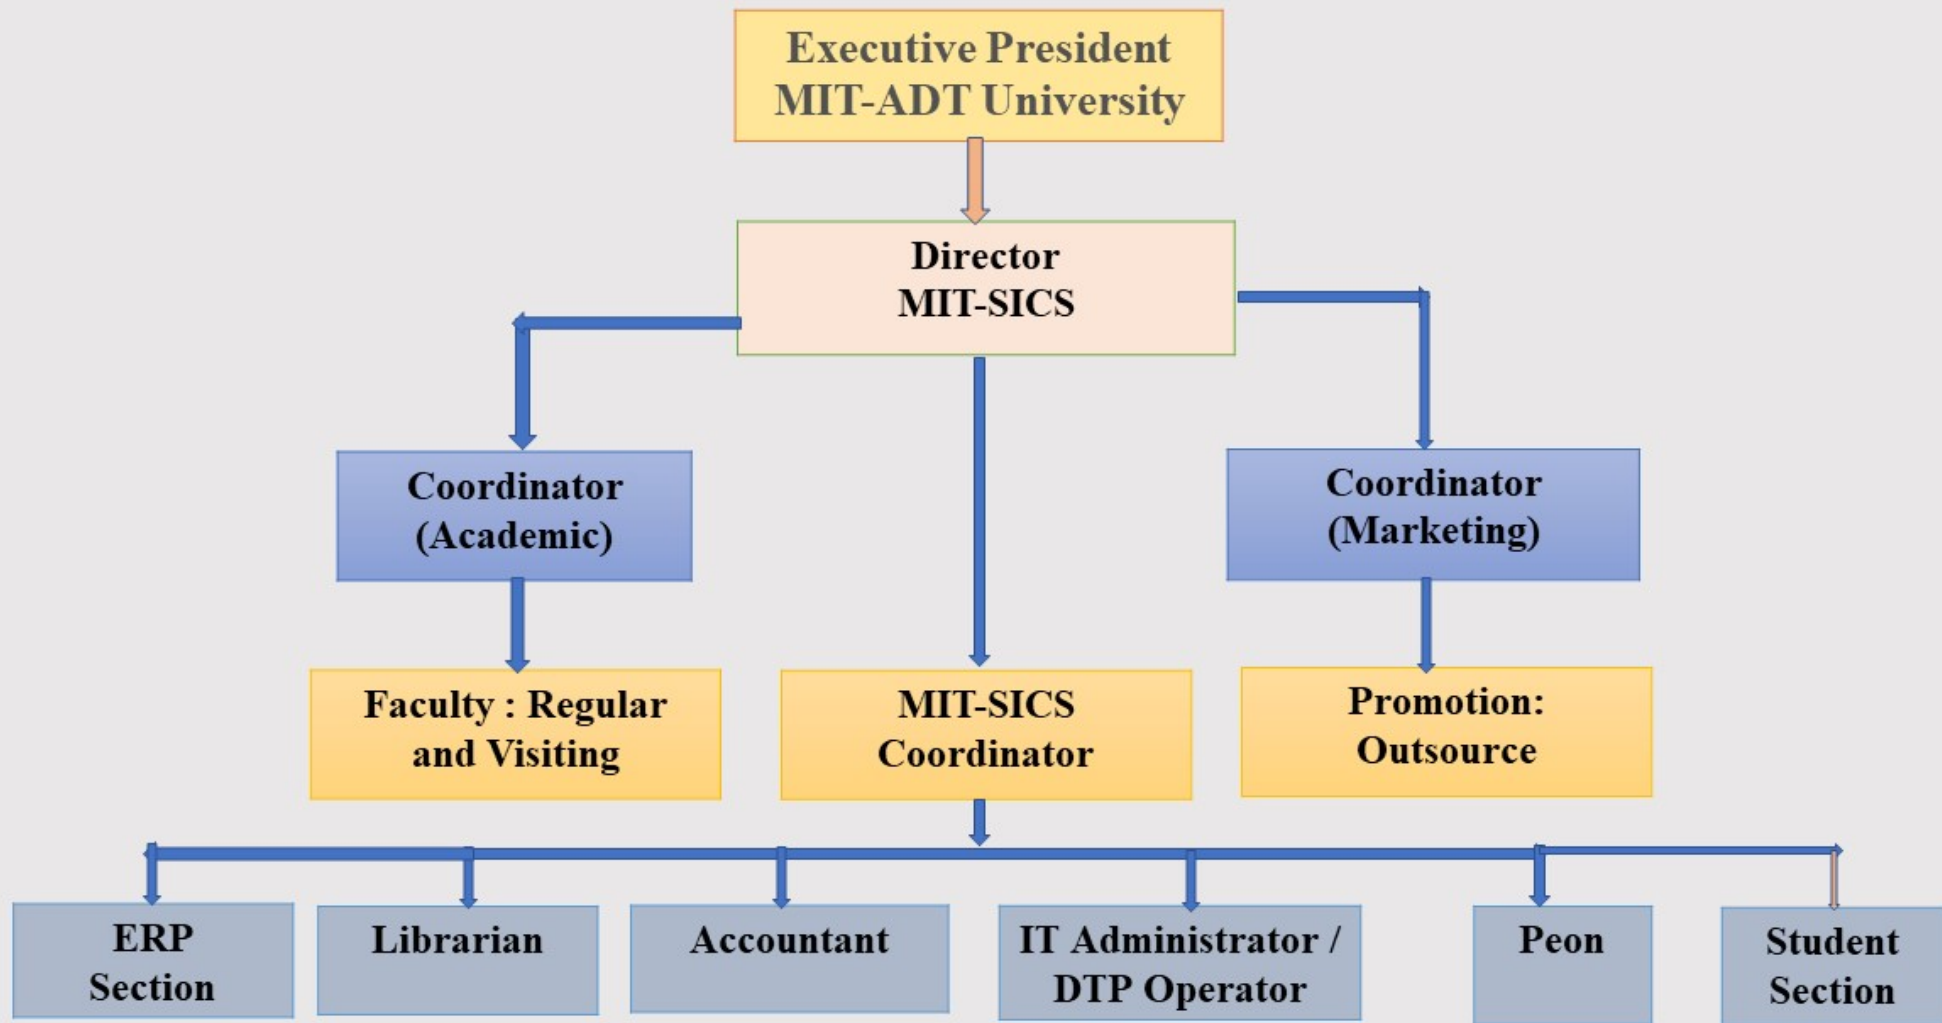 Executive President
MIT-ADT University
Director
MIT-SICS
Coordinator
(Academic)
Coordinator
(Marketing)
Faculty : Regular
and Visiting
MIT-SICS
Coordinator
Promotion:
Outsource
ERP
Section
Librarian
Accountant
IT Administrator /
DTP Operator
Peon
Student
Section